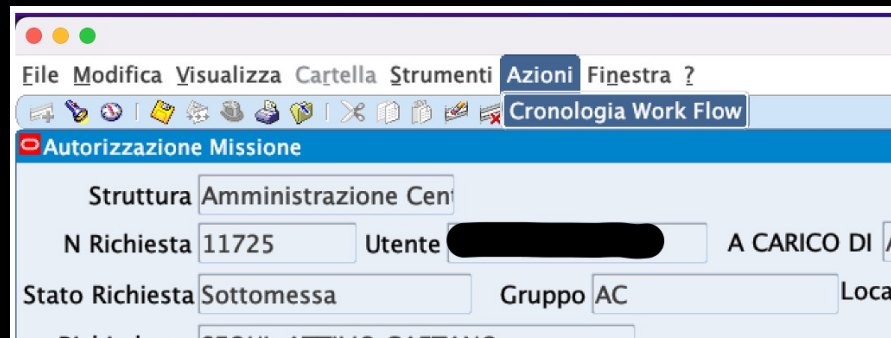 File Modifica Visualizza Cartella Strumenti Azioni Finestra ?
Cronologia Work Flow
Autorizzazione Missione
Struttura Amministrazione Cent
N Richiesta 11725 Utente A CARICO DI
Stato Richiesta Sottomessa Gruppo AC Loca